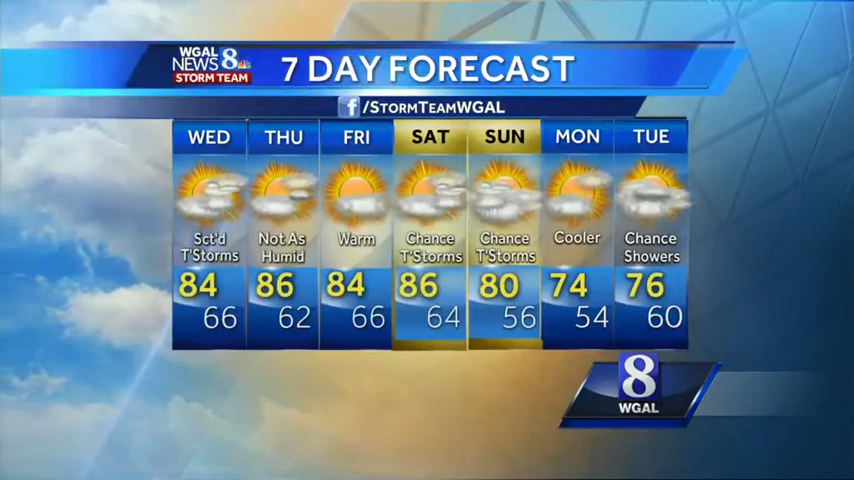 WGAL
NEWS 8
STORM TEAM
7 DAY FORECAST
f /STORMTEAMWGAL
WED THU FRI SAT SUN MON TUE
Sct'd T'Storms Not As Humid Warm Chance T'Storms Chance T'Storms Cooler Chance Showers
84 86 84 86 80 74 76
66 62 66 64 56 54 60
8
WGAL